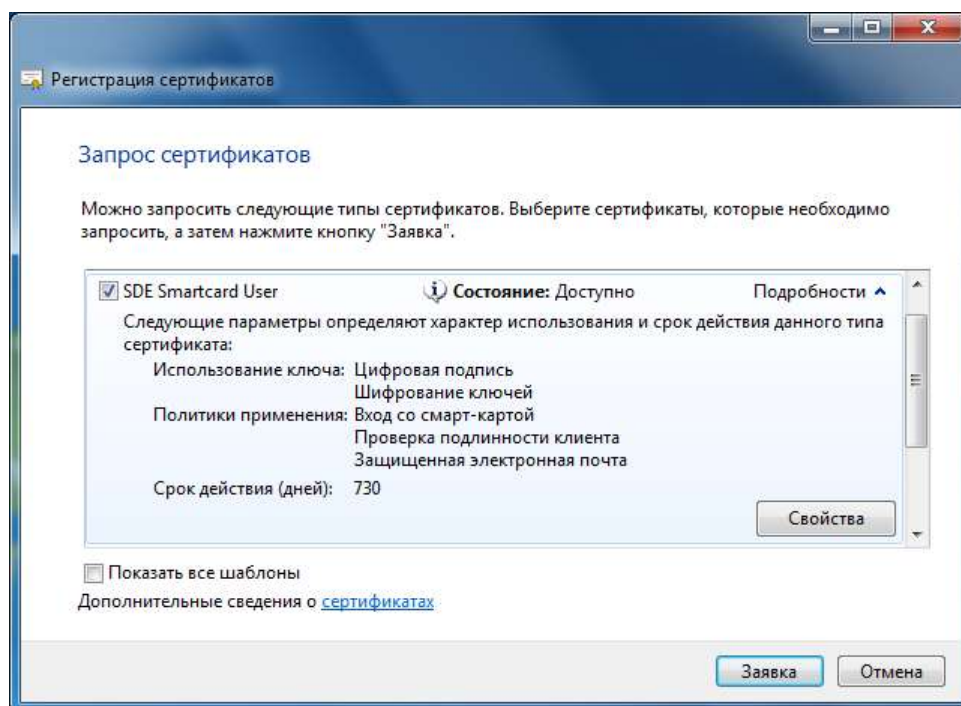 Регистрация сертификатов
Запрос сертификатов
Можно запросить следующие типы сертификатов. Выберите сертификаты, которые необходимо
запросить, а затем нажмите кнопку "Заявка".
SDE Smartcard User Состояние: Доступно Подробности
Следующие параметры определяют характер использования и срок действия данного типа
сертификата:
Использование ключа: Цифровая подпись
Шифрование ключей
Политики применения: Вход со смарт-картой
Проверка подлинности клиента
Защищенная электронная почта
Срок действия (дней): 730
Свойства
Показать все шаблоны
Дополнительные сведения о сертификатах
Заявка Отмена